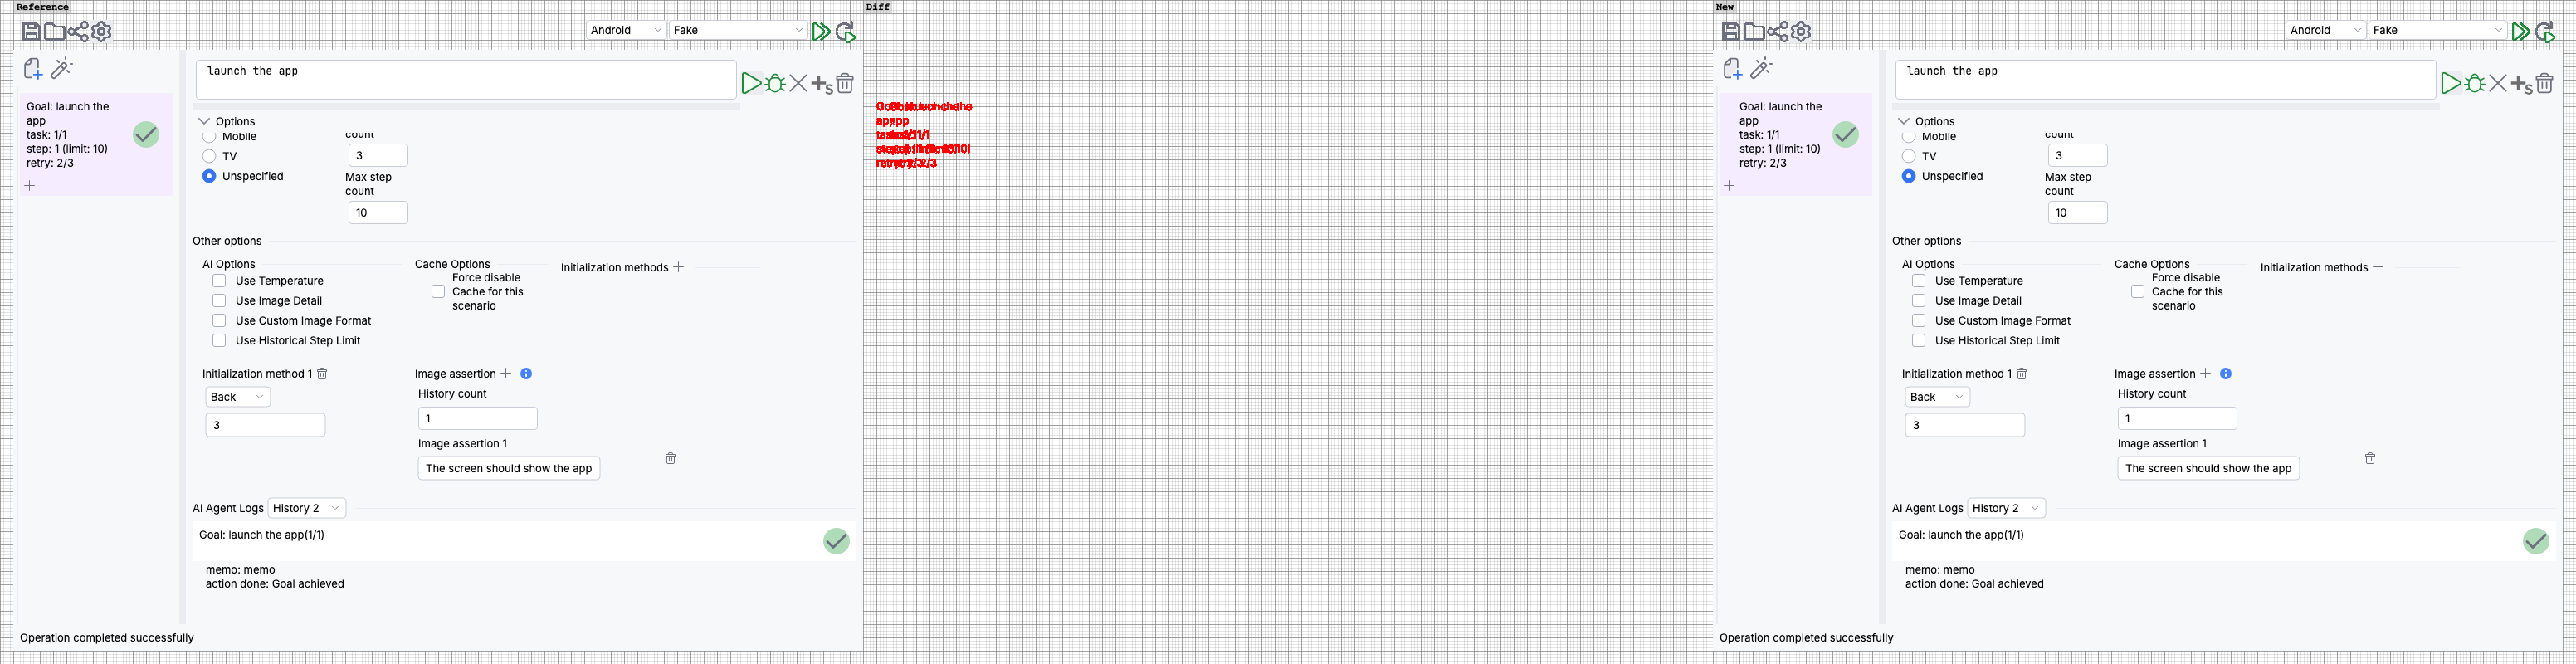 Reference
Android
Fake
launch the app
Goal: launch the
app
task: 1/1
step: 1 (limit: 10)
retry: 2/3
Options
Mobile
TV
Unspecified
count
3
Max step
count
10
Other options
AI Options
Use Temperature
Use Image Detail
Use Custom Image Format
Use Historical Step Limit
Cache Options
Force disable
Cache for this
scenario
Initialization methods
Initialization method 1
Back
3
Image assertion
History count
1
Image assertion 1
The screen should show the app
AI Agent Logs
History 2
Goal: launch the app(1/1)
memo: memo
action done: Goal achieved
Operation completed successfully
Diff
New
Android
Fake
launch the app
Goal: launch the
app
task: 1/1
step: 1 (limit: 10)
retry: 2/3
Options
Mobile
TV
Unspecified
count
3
Max step
count
10
Other options
AI Options
Use Temperature
Use Image Detail
Use Custom Image Format
Use Historical Step Limit
Cache Options
Force disable
Cache for this
scenario
Initialization methods
Initialization method 1
Back
3
Image assertion
History count
1
Image assertion 1
The screen should show the app
AI Agent Logs
History 2
Goal: launch the app(1/1)
memo: memo
action done: Goal achieved
Operation completed successfully